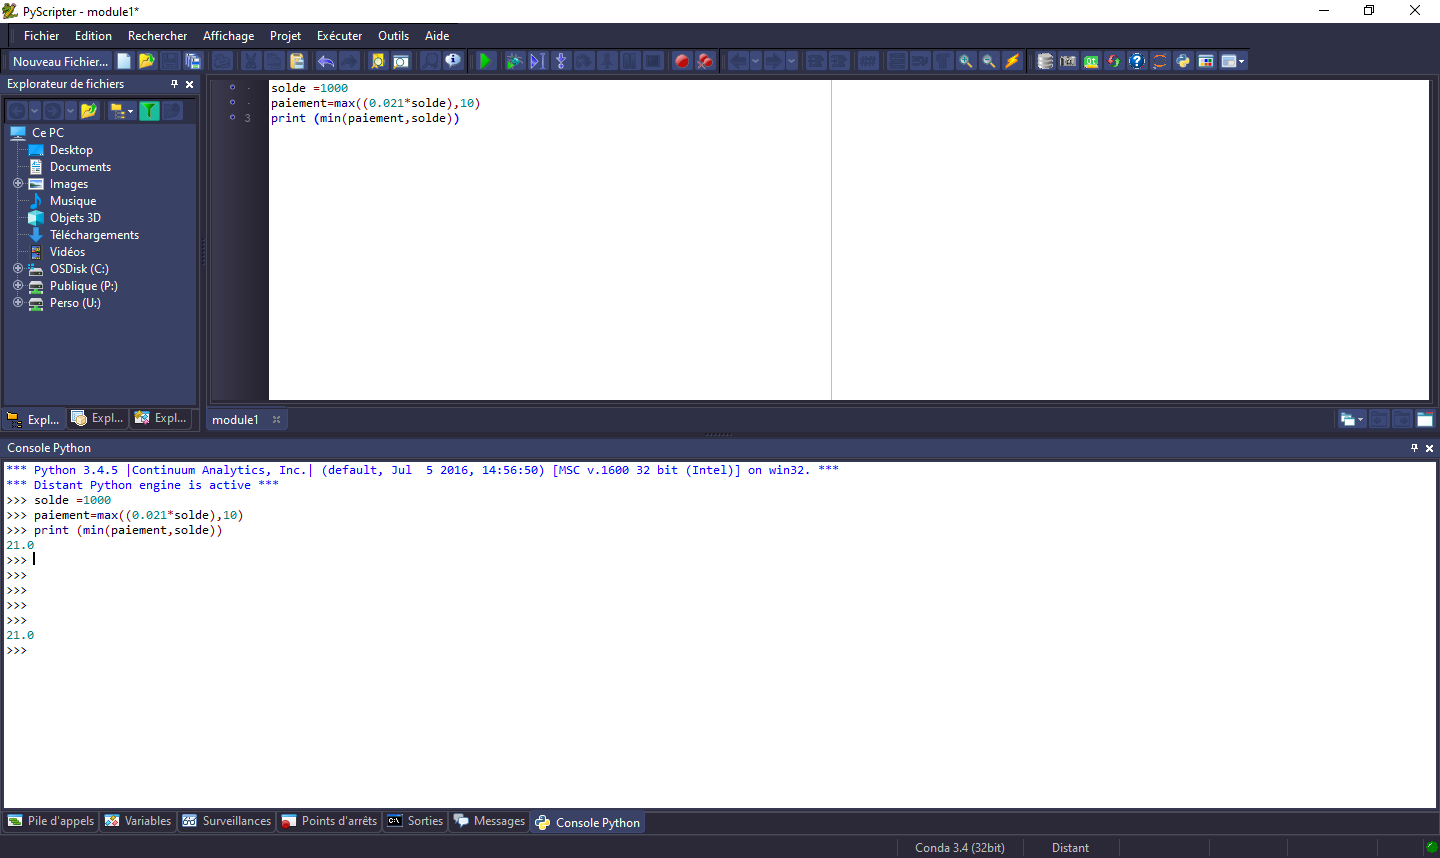 PyScripter - module1*
Fichier Edition Rechercher Affichage Projet Exécuter Outils Aide
Nouveau Fichier...
Explorateur de fichiers
Ce PC
Desktop
Documents
Images
Musique
Objets 3D
Téléchargements
Vidéos
OSDisk (C:)
Publique (P:)
Perso (U:)
Expl... Expl... Expl...
solde =1000
paiement=max((0.021*solde),10)
3 print (min(paiement,solde))
module1
Console Python
*** Python 3.4.5 |Continuum Analytics, Inc.| (default, Jul  5 2016, 14:56:50) [MSC v.1600 32 bit (Intel)] on win32. ***
*** Distant Python engine is active ***
>>> solde =1000
>>> paiement=max((0.021*solde),10)
>>> print (min(paiement,solde))
21.0
>>>
>>>
>>>
>>>
>>>
21.0
>>>
Pile d'appels Variables Surveillances Points d'arrêts Sorties Messages Console Python
Conda 3.4 (32bit) Distant